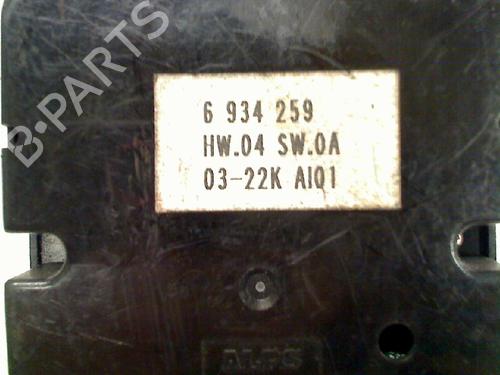 B-PARTS
6 934 259
HW.04 SW.0A
03-22K AI01
ALPS